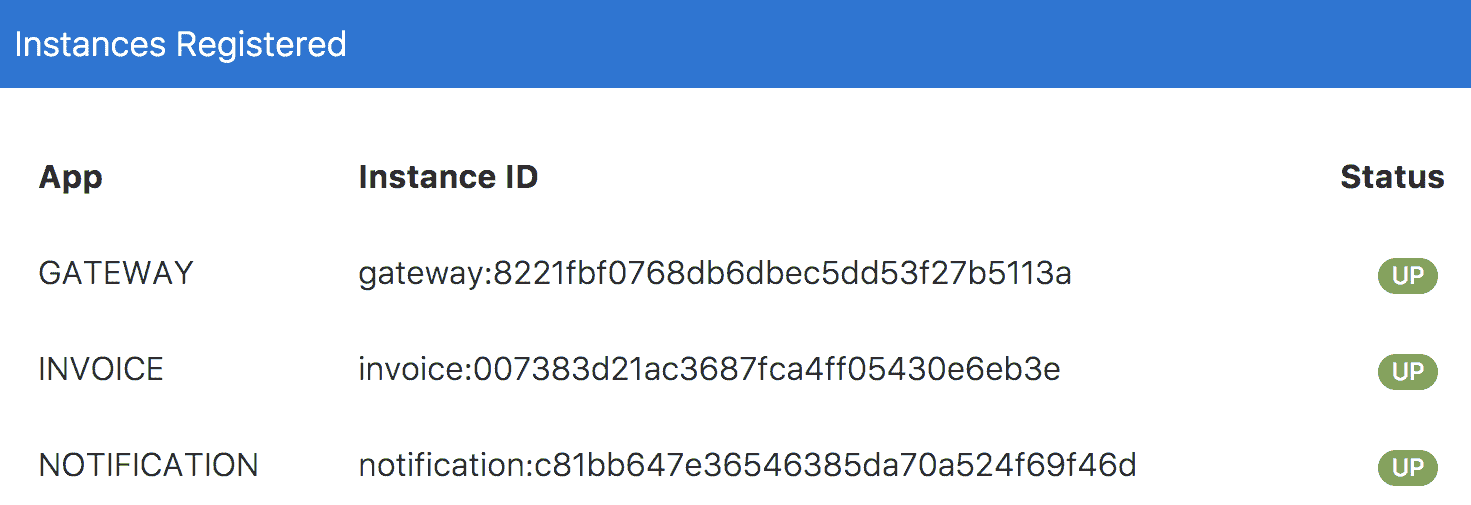 Instances Registered
App Instance ID Status
GATEWAY gateway:8221fbf0768db6dbec5dd53f27b5113a UP
INVOICE invoice:007383d21ac3687fca4ff05430e6eb3e UP
NOTIFICATION notification:c81bb647e36546385da70a524f69f46d UP